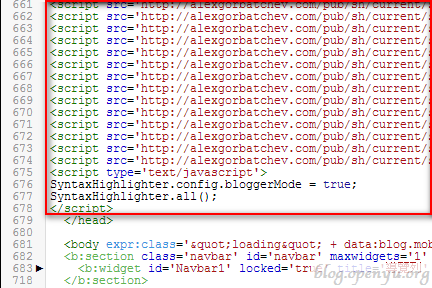 661 <script src='http://alexgorbatchev.com/pub/sh/current/
662 <script src='http://alexgorbatchev.com/pub/sh/current/
663 <script src='http://alexgorbatchev.com/pub/sh/current/
664 <script src='http://alexgorbatchev.com/pub/sh/current/
665 <script src='http://alexgorbatchev.com/pub/sh/current/
666 <script src='http://alexgorbatchev.com/pub/sh/current/
667 <script src='http://alexgorbatchev.com/pub/sh/current/
668 <script src='http://alexgorbatchev.com/pub/sh/current/
669 <script src='http://alexgorbatchev.com/pub/sh/current/
670 <script src='http://alexgorbatchev.com/pub/sh/current/
671 <script src='http://alexgorbatchev.com/pub/sh/current/
672 <script src='http://alexgorbatchev.com/pub/sh/current/
673 <script src='http://alexgorbatchev.com/pub/sh/current/
674 <script src='http://alexgorbatchev.com/pub/sh/current/
675 <script type='text/javascript'>
676 SyntaxHighlighter.config.bloggerMode = true;
677 SyntaxHighlighter.all();
678 </script>
</head>
680
681 <body expr:class='&quot;loading&quot; + data:blog.mob
682 <b:section class='navbar' id='navbar' maxwidgets='1'
683 <b:widget id='Navbar1' locked='true' title='導覽列'
718 </b:section>
blog.openyu.org